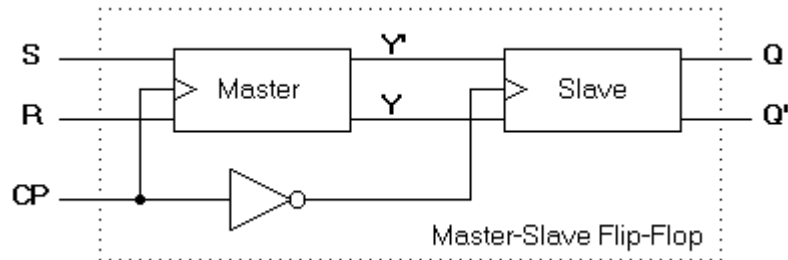 S
Y'
Q
Master
Slave
R
Y
Q'
CP
Master-Slave Flip-Flop